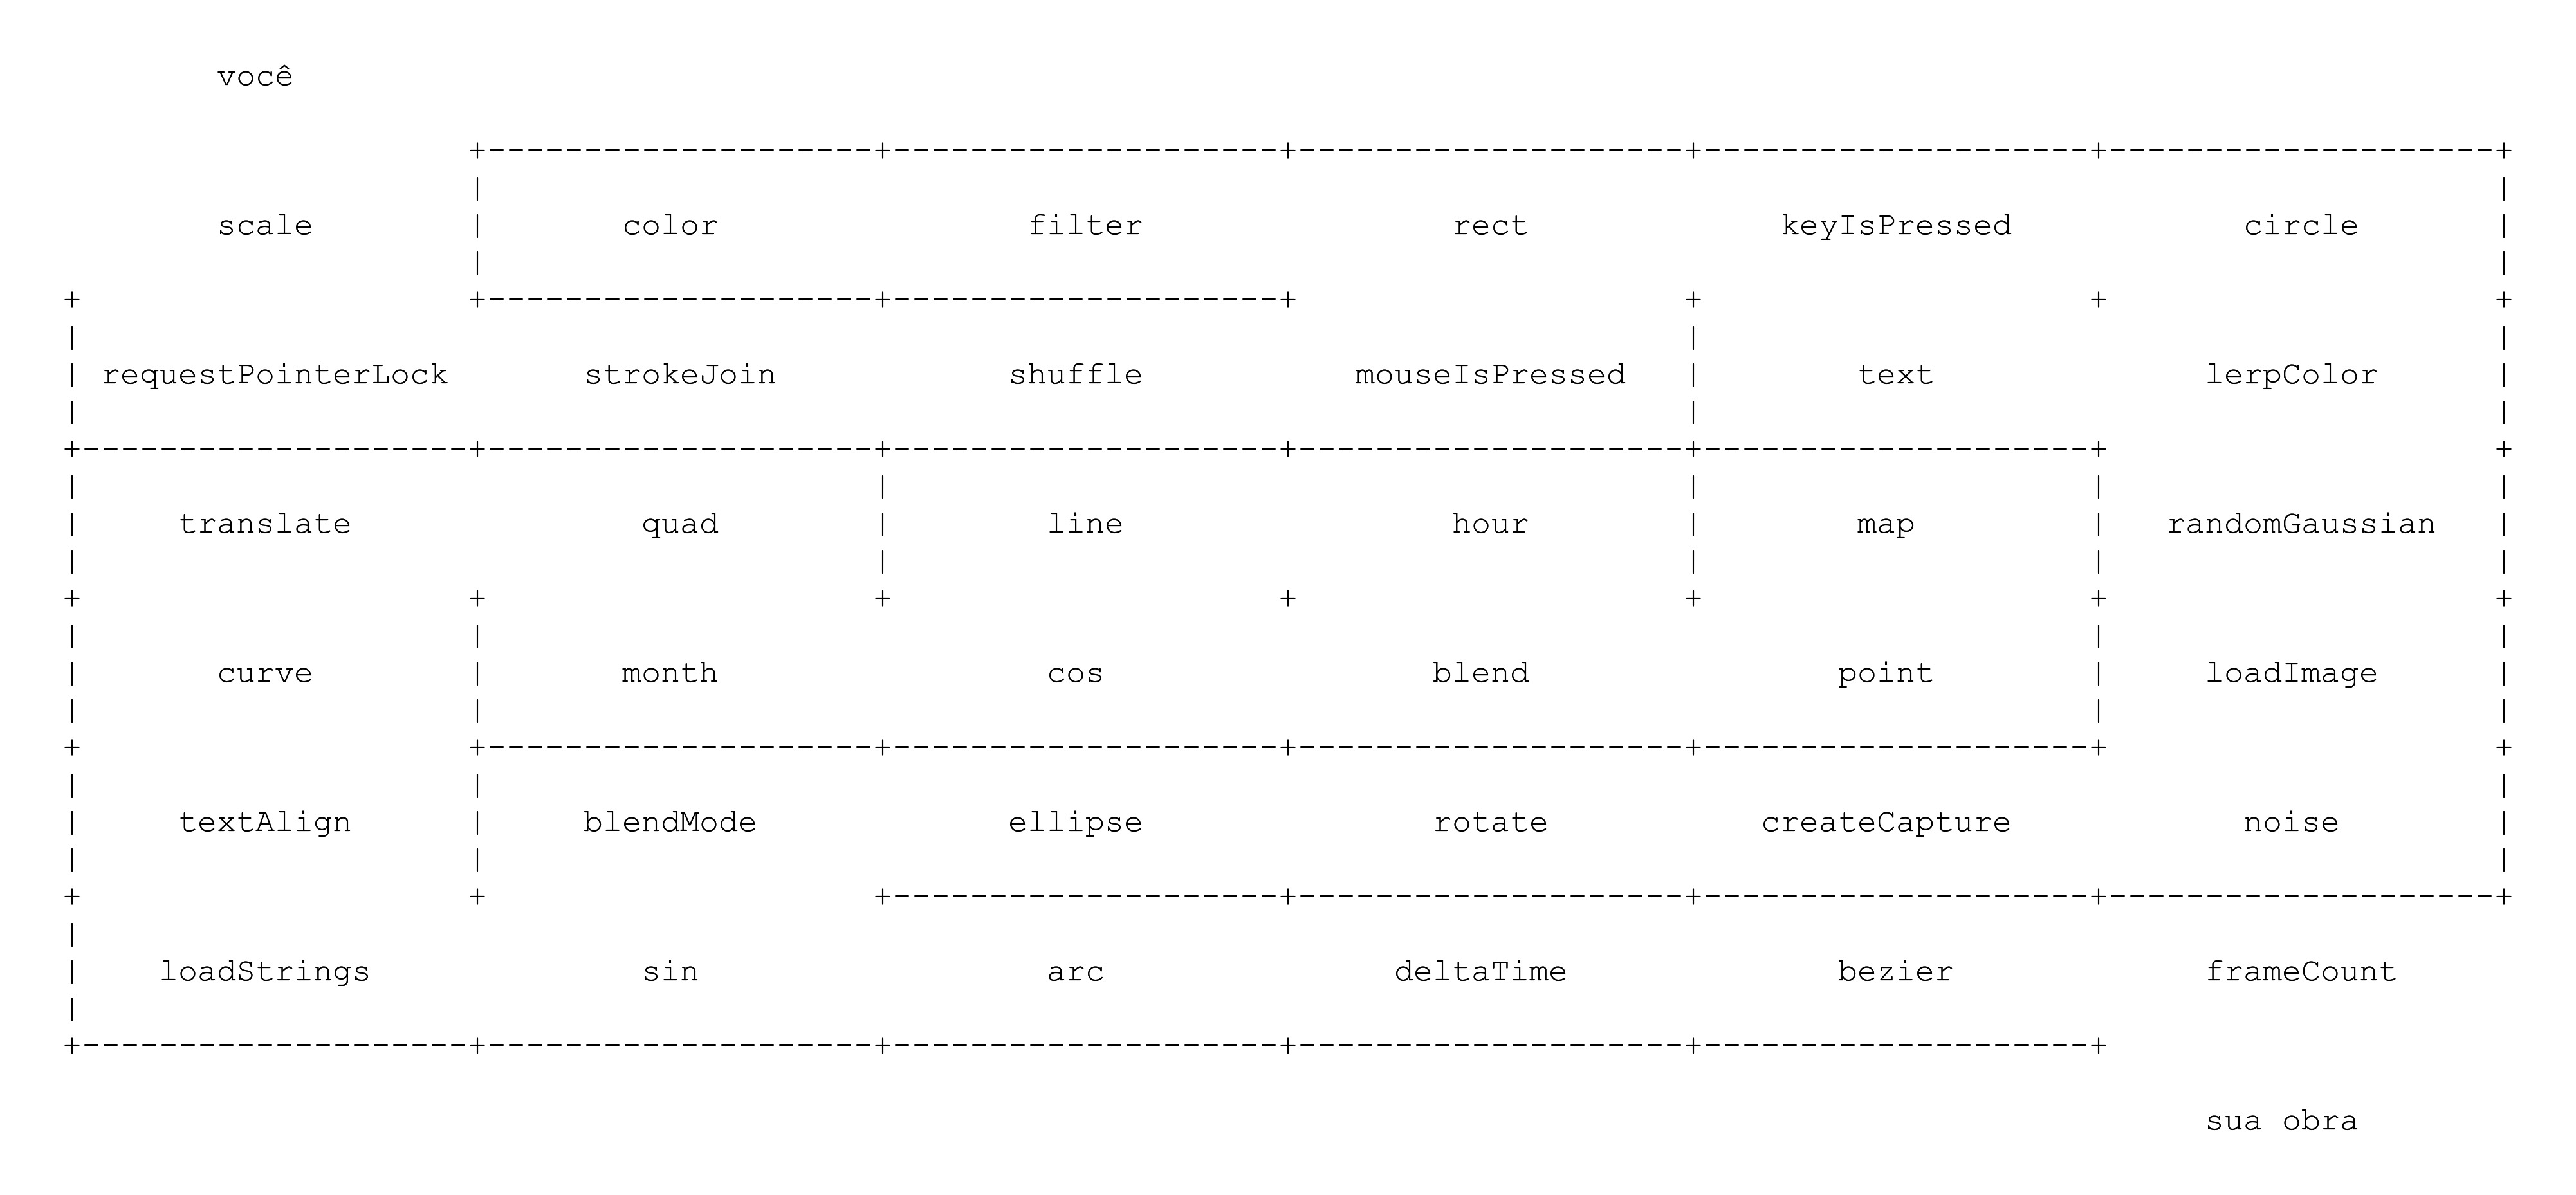 você
scale color filter rect keyIsPressed circle
requestPointerLock strokeJoin shuffle mouseIsPressed text lerpColor
translate quad line hour map randomGaussian
curve month cos blend point loadImage
textAlign blendMode ellipse rotate createCapture noise
loadStrings sin arc deltaTime bezier frameCount
sua obra